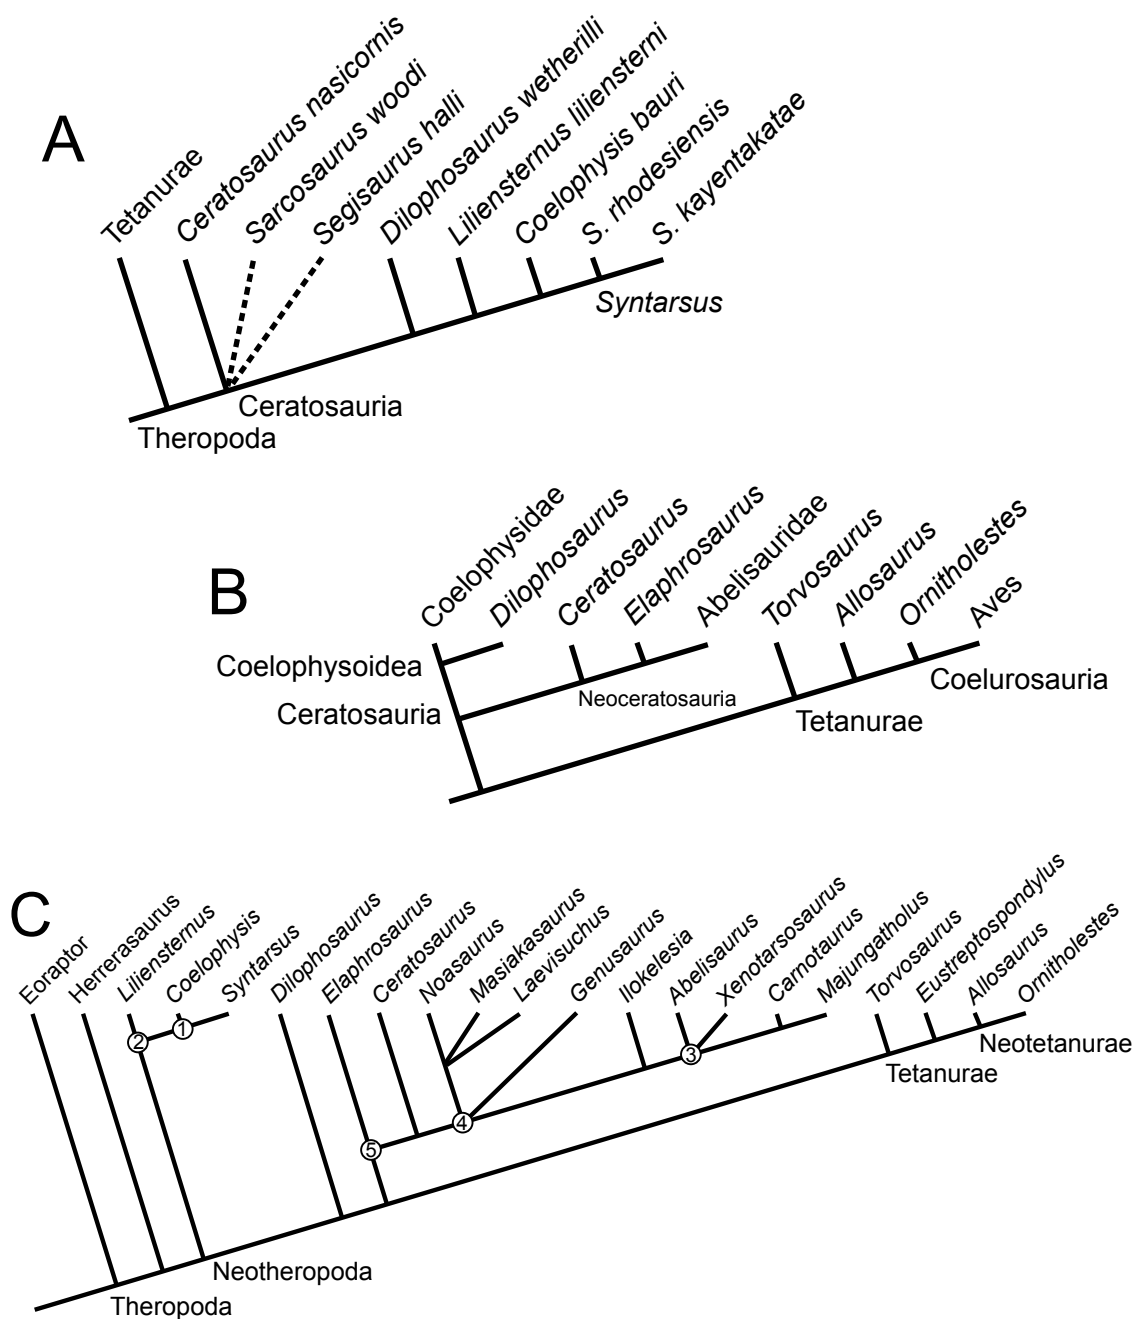 A
Tetanurae
Ceratosaurus nasicornis
Sarcosaurus woodi
Segisaurus halli
Dilophosaurus wetherilli
Liliensternus liliensterni
Coelophysis bauri
S. rhodesiensis
S. kayentakatae
Syntarsus
Ceratosauria
Theropoda
B
Coelophysidae
Dilophosaurus
Ceratosaurus
Elaphrosaurus
Abelisauridae
Torvosaurus
Allosaurus
Ornitholestes
Aves
Coelophysoidea
Ceratosauria
Neoceratosauria
Tetanurae
Coelurosauria
C
Eoraptor
Herrerasaurus
Liliensternus
Coelophysis
Syntarsus
Dilophosaurus
Elaphrosaurus
Ceratosaurus
Noasaurus
Masiakasaurus
Laevisuchus
Genusaurus
Ilokelesia
Abelisaurus
Xenotarsosaurus
Carnotaurus
Majungatholus
Torvosaurus
Eustreptospondylus
Allosaurus
Ornitholestes
1
2
3
4
5
Neotetanurae
Tetanurae
Neotheropoda
Theropoda